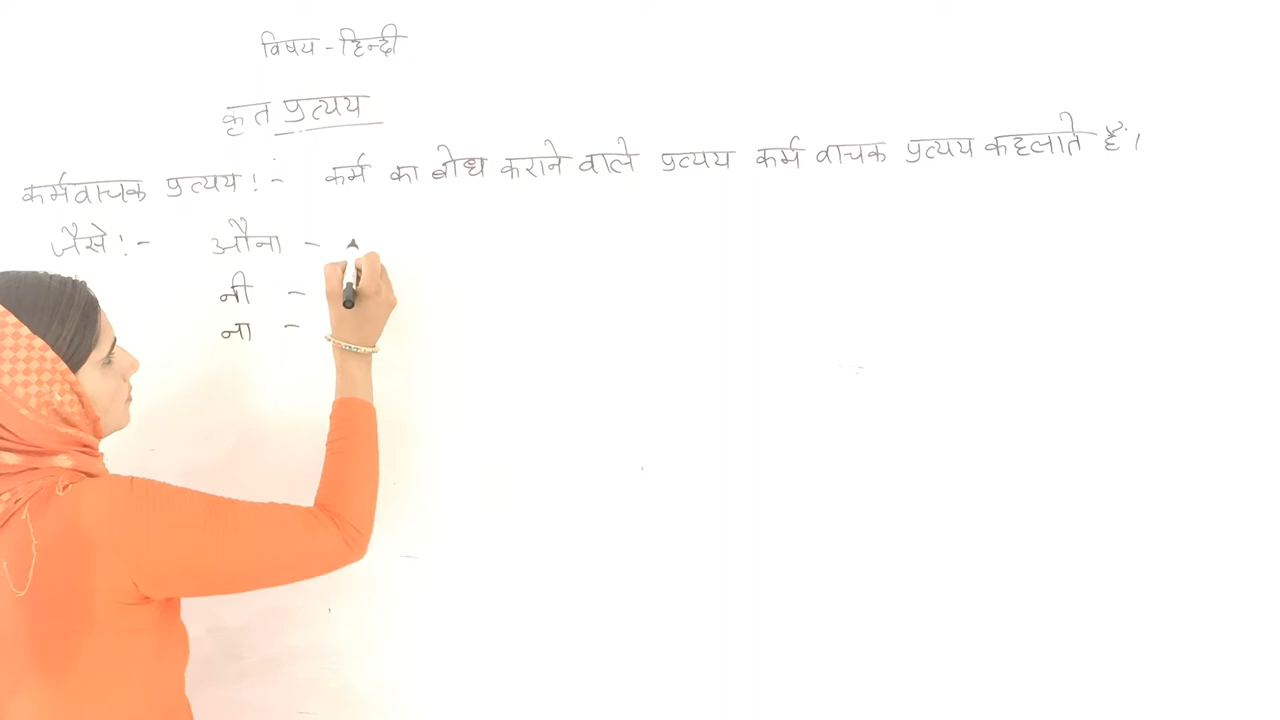 विषय - हिन्दी
कृत प्रत्यय
कर्मवाचक प्रत्यय :- कर्म का बोध कराने वाले प्रत्यय कर्म वाचक प्रत्यय कहलाते हैं।
जैसे :- औना -
नी -
ना -